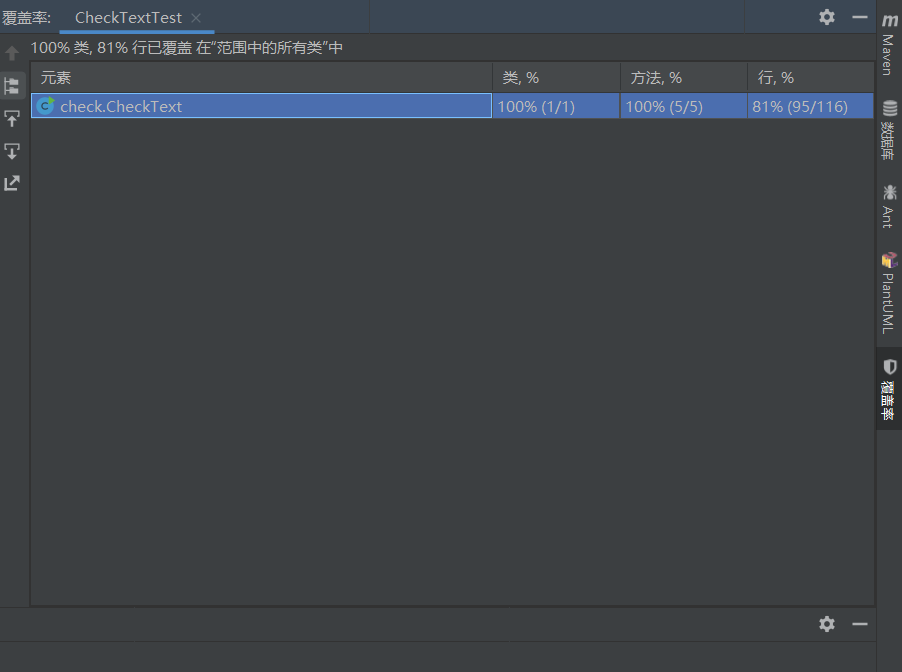 覆盖率: CheckTextTest
100% 类, 81% 行已覆盖 在"范围中的所有类"中
元素 类, % 方法, % 行, %
check.CheckText 100% (1/1) 100% (5/5) 81% (95/116)
Maven
数据库
Ant
PlantUML
覆盖率